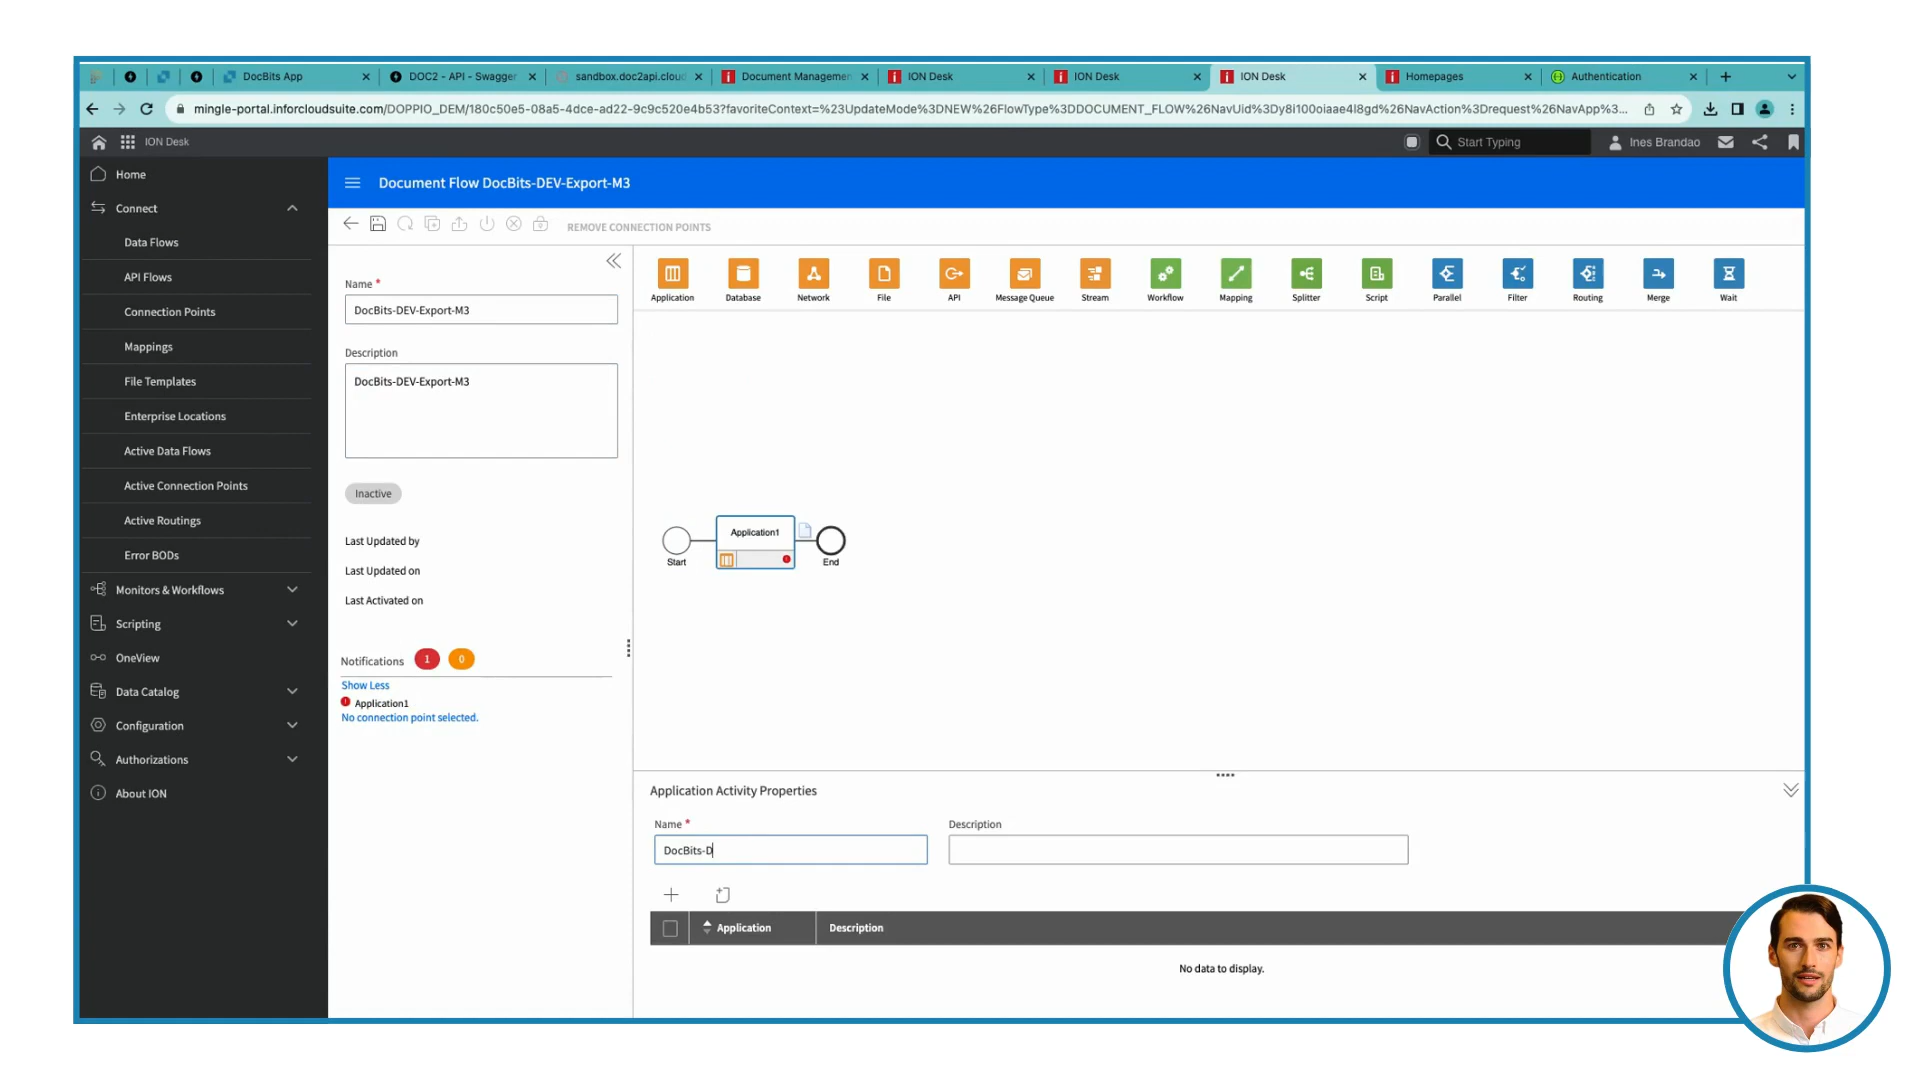 DocBits App
DOC2 - API - Swagger
sandbox.doc2api.cloud
Document Managemen
ION Desk
ION Desk
ION Desk
Homepages
Authentication
mingle-portal.inforcloudsuite.com/DOPPIO_DEM/180c50e5-08a5-4dce-ad22-9c9c520e4b53?favoriteContext=%23UpdateMode%3DNEW%26FlowType%3DDOCUMENT_FLOW%26NavUid%3Dy8i100oiaae4l8gd%26NavAction%3Drequest%26NavApp%3...
ION Desk
Start Typing
Ines Brandao
Home
Connect
Data Flows
API Flows
Connection Points
Mappings
File Templates
Enterprise Locations
Active Data Flows
Active Connection Points
Active Routings
Error BODs
Monitors & Workflows
Scripting
OneView
Data Catalog
Configuration
Authorizations
About ION
Document Flow DocBits-DEV-Export-M3
REMOVE CONNECTION POINTS
Name *
DocBits-DEV-Export-M3
Description
DocBits-DEV-Export-M3
Inactive
Last Updated by
Last Updated on
Last Activated on
Notifications 1 0
Show Less
Application1
No connection point selected.
Application
Database
Network
File
API
Message Queue
Stream
Workflow
Mapping
Splitter
Script
Parallel
Filter
Routing
Merge
Wait
Start
Application1
End
Application Activity Properties
Name *
Description
DocBits-D
Application
Description
No data to display.